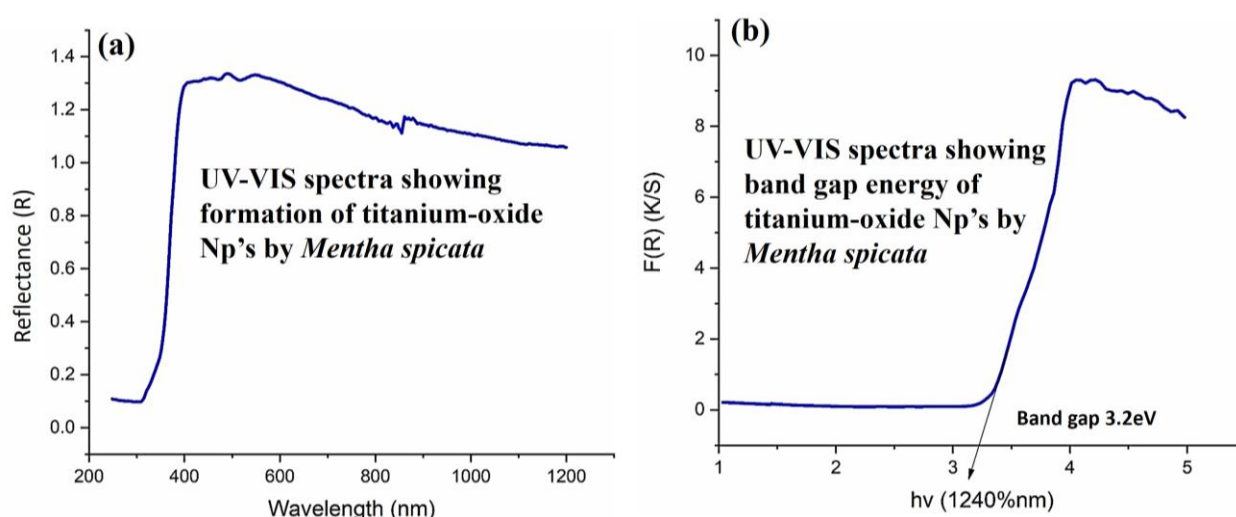 (a)
1.4
1.2
1.0
0.8
0.6
0.4
0.2
0.0
Reflectance (R)
UV-VIS spectra showing
formation of titanium-oxide
Np's by Mentha spicata
200 400 600 800 1000 1200
Wavelength (nm)
(b)
10
8
6
4
2
0
F(R) (K/S)
UV-VIS spectra showing
band gap energy of
titanium-oxide Np's by
Mentha spicata
Band gap 3.2eV
1 2 3 4 5
hv (1240%nm)